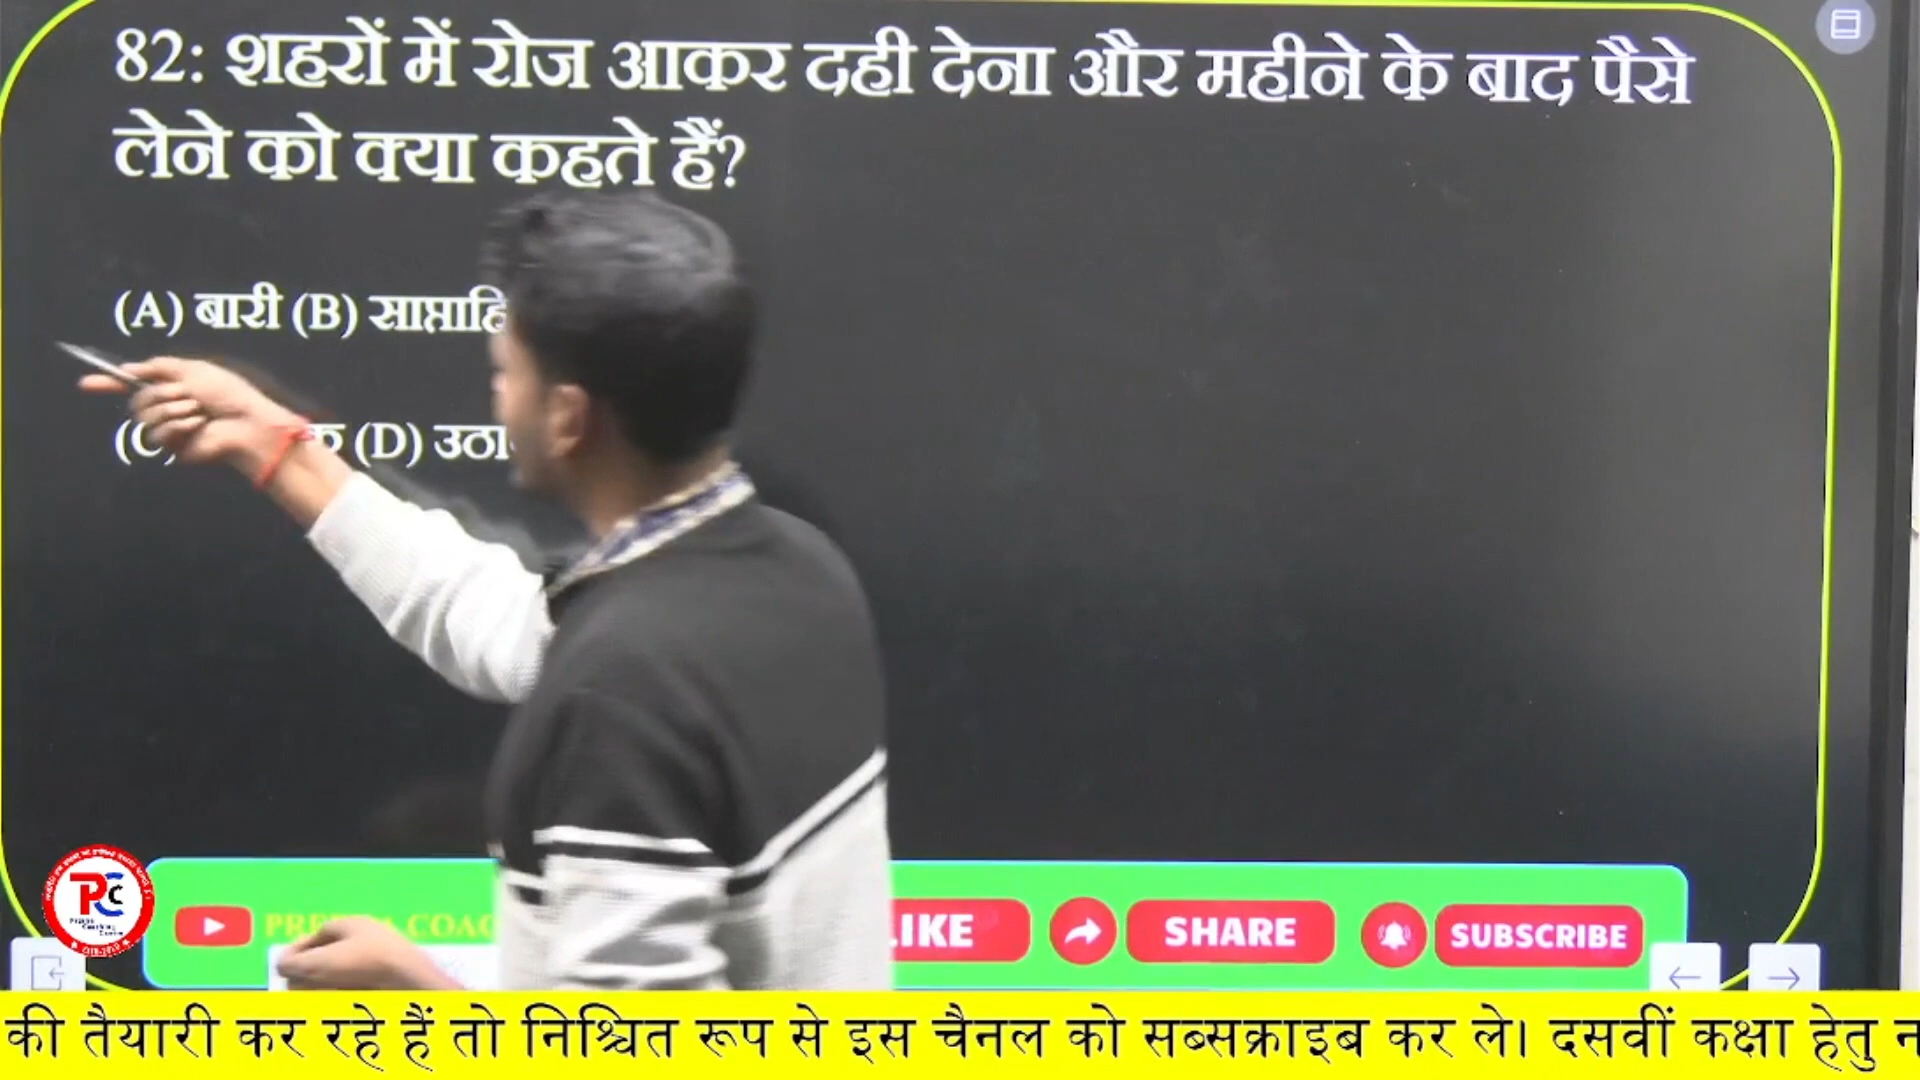 82: शहरों में रोज आकर दही देना और महीने के बाद पैसे
लेने को क्या कहते हैं?
(A) बारी (B)
(D)
LIKE
SHARE
SUBSCRIBE
की तैयारी कर रहे हैं तो निश्चित रूप से इस चैनल को सब्सक्राइब कर ले। दसवीं कक्षा हेतु